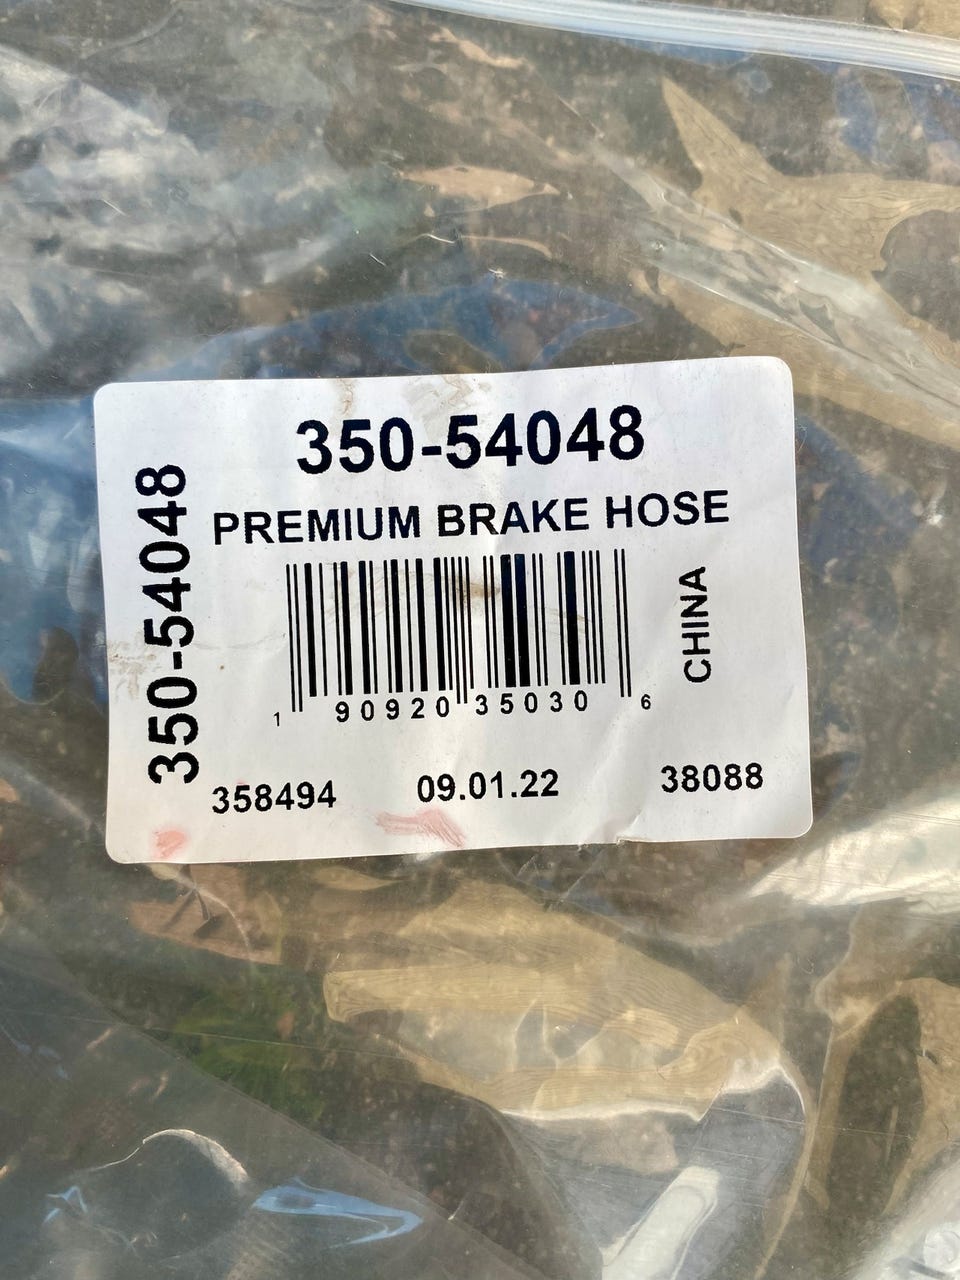 350-54048
350-54048
PREMIUM BRAKE HOSE
CHINA
1 90920 35030 6
358494 09.01.22 38088